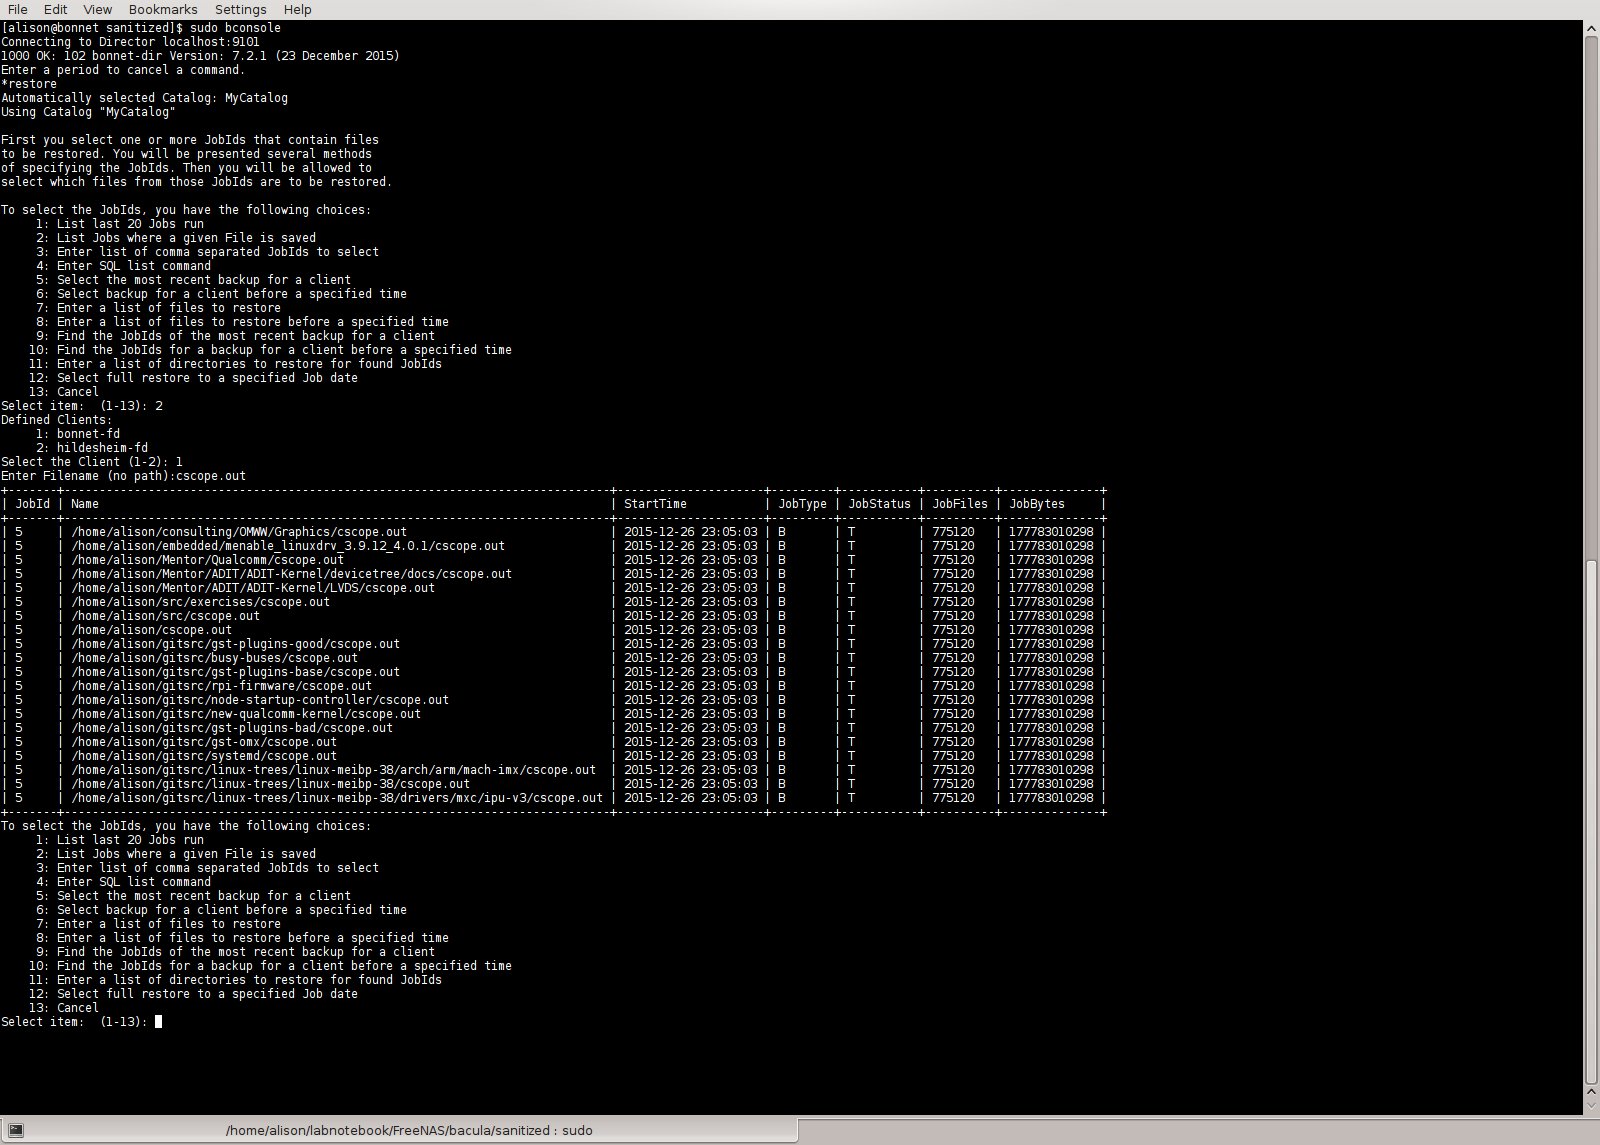 File Edit View Bookmarks Settings Help
[alison@bonnet sanitized]$ sudo bconsole
Connecting to Director localhost:9101
1000 OK: 102 bonnet-dir Version: 7.2.1 (23 December 2015)
Enter a period to cancel a command.
*restore
Automatically selected Catalog: MyCatalog
Using Catalog "MyCatalog"

First you select one or more JobIds that contain files
to be restored. You will be presented several methods
of specifying the JobIds. Then you will be allowed to
select which files from those JobIds are to be restored.

To select the JobIds, you have the following choices:
     1: List last 20 Jobs run
     2: List Jobs where a given File is saved
     3: Enter list of comma separated JobIds to select
     4: Enter SQL list command
     5: Select the most recent backup for a client
     6: Select backup for a client before a specified time
     7: Enter a list of files to restore
     8: Enter a list of files to restore before a specified time
     9: Find the JobIds of the most recent backup for a client
    10: Find the JobIds for a backup for a client before a specified time
    11: Enter a list of directories to restore for found JobIds
    12: Select full restore to a specified Job date
    13: Cancel
Select item:  (1-13): 2
Defined Clients:
     1: bonnet-fd
     2: hildesheim-fd
Select the Client (1-2): 1
Enter Filename (no path):cscope.out
| JobId | Name | StartTime | JobType | JobStatus | JobFiles | JobBytes |
| 5 | /home/alison/consulting/OMWW/Graphics/cscope.out | 2015-12-26 23:05:03 | B | T | 775120 | 177783010298 |
| 5 | /home/alison/embedded/menable_linuxdrv_3.9.12_4.0.1/cscope.out | 2015-12-26 23:05:03 | B | T | 775120 | 177783010298 |
| 5 | /home/alison/Mentor/Qualcomm/cscope.out | 2015-12-26 23:05:03 | B | T | 775120 | 177783010298 |
| 5 | /home/alison/Mentor/ADIT/ADIT-Kernel/devicetree/docs/cscope.out | 2015-12-26 23:05:03 | B | T | 775120 | 177783010298 |
| 5 | /home/alison/Mentor/ADIT/ADIT-Kernel/LVDS/cscope.out | 2015-12-26 23:05:03 | B | T | 775120 | 177783010298 |
| 5 | /home/alison/src/exercises/cscope.out | 2015-12-26 23:05:03 | B | T | 775120 | 177783010298 |
| 5 | /home/alison/src/cscope.out | 2015-12-26 23:05:03 | B | T | 775120 | 177783010298 |
| 5 | /home/alison/cscope.out | 2015-12-26 23:05:03 | B | T | 775120 | 177783010298 |
| 5 | /home/alison/gitsrc/gst-plugins-good/cscope.out | 2015-12-26 23:05:03 | B | T | 775120 | 177783010298 |
| 5 | /home/alison/gitsrc/busy-buses/cscope.out | 2015-12-26 23:05:03 | B | T | 775120 | 177783010298 |
| 5 | /home/alison/gitsrc/gst-plugins-base/cscope.out | 2015-12-26 23:05:03 | B | T | 775120 | 177783010298 |
| 5 | /home/alison/gitsrc/rpi-firmware/cscope.out | 2015-12-26 23:05:03 | B | T | 775120 | 177783010298 |
| 5 | /home/alison/gitsrc/node-startup-controller/cscope.out | 2015-12-26 23:05:03 | B | T | 775120 | 177783010298 |
| 5 | /home/alison/gitsrc/new-qualcomm-kernel/cscope.out | 2015-12-26 23:05:03 | B | T | 775120 | 177783010298 |
| 5 | /home/alison/gitsrc/gst-plugins-bad/cscope.out | 2015-12-26 23:05:03 | B | T | 775120 | 177783010298 |
| 5 | /home/alison/gitsrc/gst-omx/cscope.out | 2015-12-26 23:05:03 | B | T | 775120 | 177783010298 |
| 5 | /home/alison/gitsrc/systemd/cscope.out | 2015-12-26 23:05:03 | B | T | 775120 | 177783010298 |
| 5 | /home/alison/gitsrc/linux-trees/linux-meibp-38/arch/arm/mach-imx/cscope.out | 2015-12-26 23:05:03 | B | T | 775120 | 177783010298 |
| 5 | /home/alison/gitsrc/linux-trees/linux-meibp-38/cscope.out | 2015-12-26 23:05:03 | B | T | 775120 | 177783010298 |
| 5 | /home/alison/gitsrc/linux-trees/linux-meibp-38/drivers/mxc/ipu-v3/cscope.out | 2015-12-26 23:05:03 | B | T | 775120 | 177783010298 |
To select the JobIds, you have the following choices:
     1: List last 20 Jobs run
     2: List Jobs where a given File is saved
     3: Enter list of comma separated JobIds to select
     4: Enter SQL list command
     5: Select the most recent backup for a client
     6: Select backup for a client before a specified time
     7: Enter a list of files to restore
     8: Enter a list of files to restore before a specified time
     9: Find the JobIds of the most recent backup for a client
    10: Find the JobIds for a backup for a client before a specified time
    11: Enter a list of directories to restore for found JobIds
    12: Select full restore to a specified Job date
    13: Cancel
Select item:  (1-13):
/home/alison/labnotebook/FreeNAS/bacula/sanitized : sudo